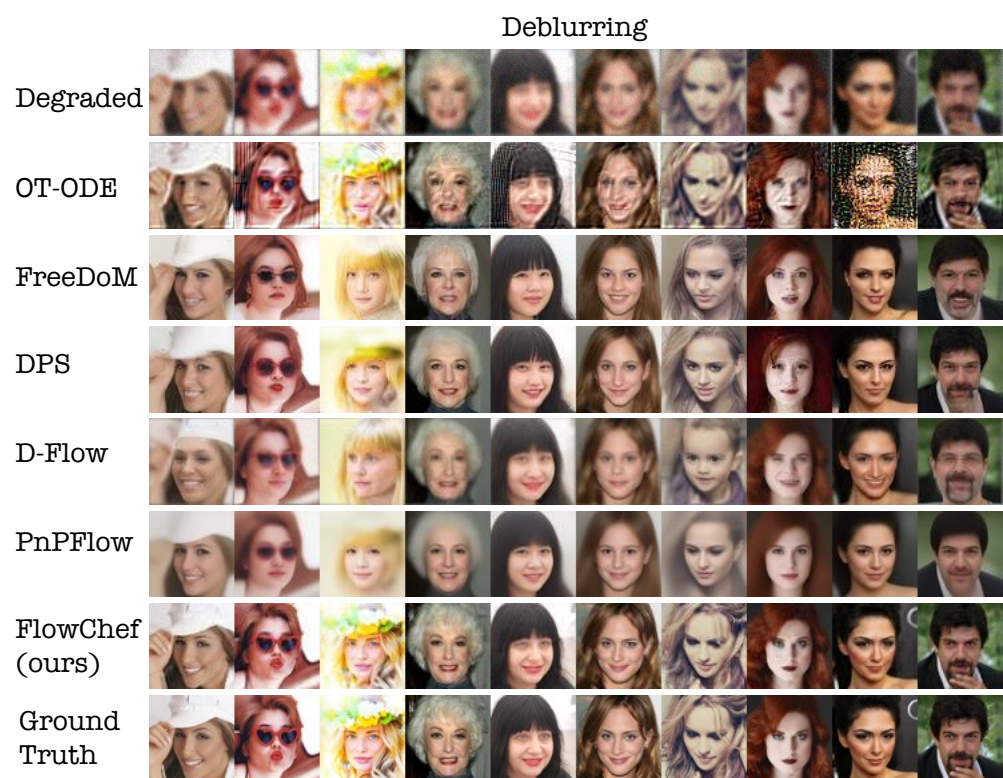 Deblurring
Degraded
OT-ODE
FreeDoM
DPS
D-Flow
PnPFlow
FlowChef
(ours)
Ground
Truth